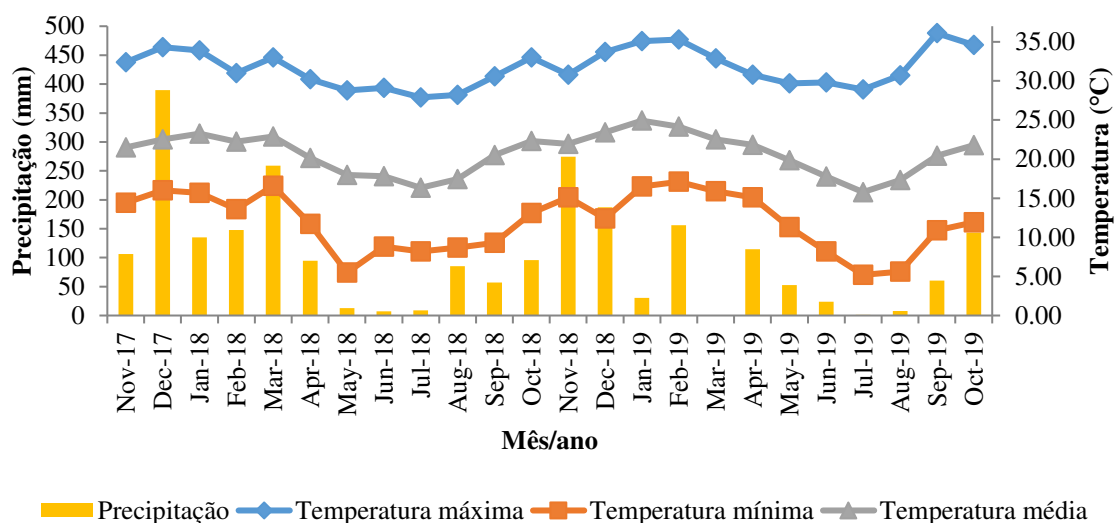 500
450
400
350
300
250
200
150
100
50
0
Precipitação (mm)
35.00
30.00
25.00
20.00
15.00
10.00
5.00
0.00
Temperatura (°C)
Nov-17
Dec-17
Jan-18
Feb-18
Mar-18
Apr-18
May-18
Jun-18
Jul-18
Aug-18
Sep-18
Oct-18
Nov-18
Dec-18
Jan-19
Feb-19
Mar-19
Apr-19
May-19
Jun-19
Jul-19
Aug-19
Sep-19
Oct-19
Mês/ano
Precipitação Temperatura máxima Temperatura mínima Temperatura média